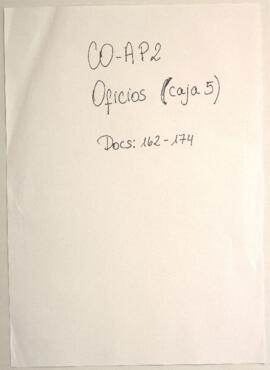 CO-AP2
Oficios (caja 5)
Docs: 162-174